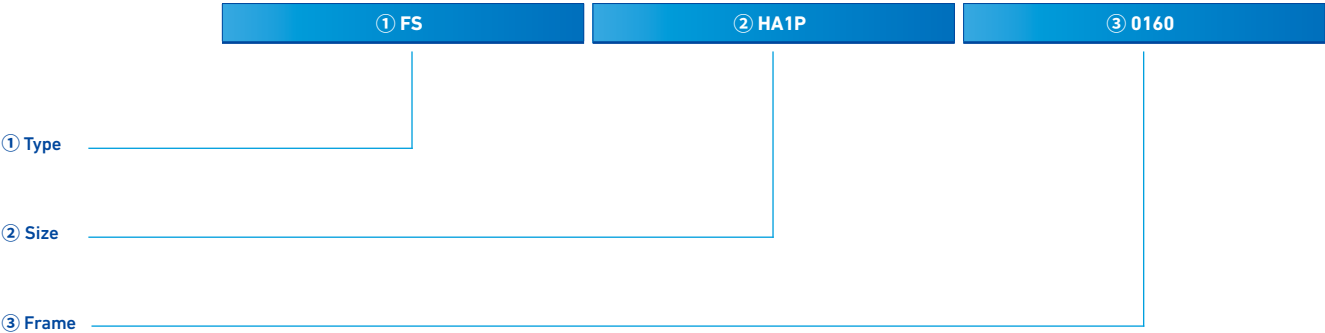 ① FS ② HA1P ③ 0160
① Type
② Size
③ Frame